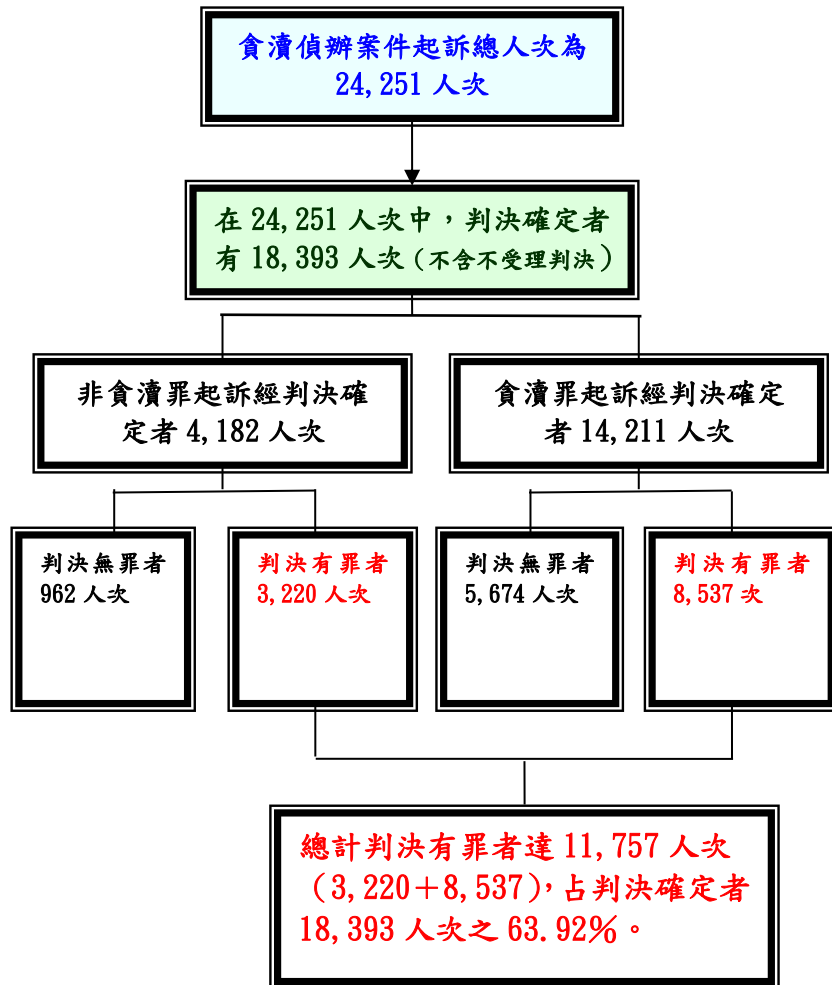 貪瀆偵辦案件起訴總人次為
24,251 人次
在 24,251 人次中，判決確定者
有 18,393 人次（不含不受理判決）
非貪瀆罪起訴經判決確
定者 4,182 人次
貪瀆罪起訴經判決確定
者 14,211 人次
判決無罪者
962 人次
判決有罪者
3,220 人次
判決無罪者
5,674 人次
判決有罪者
8,537 次
總計判決有罪者達 11,757 人次
（3,220＋8,537），占判決確定者
18,393 人次之 63.92％。